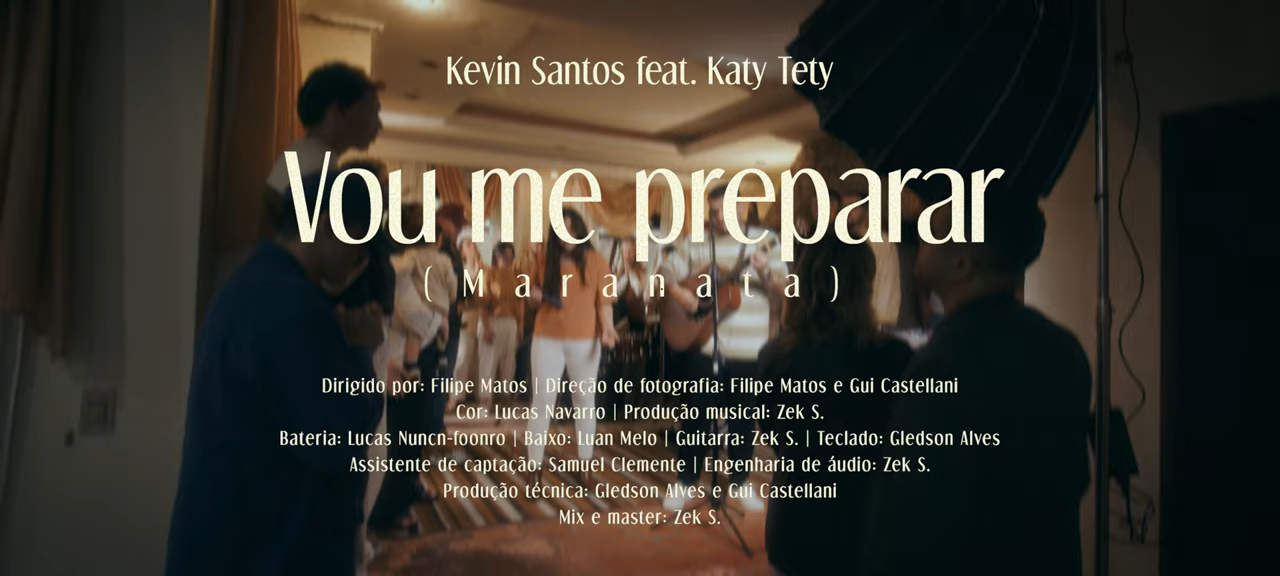 Kevin Santos feat. Katy Tety
Vou me preparar
(Maranata)
Dirigido por: Filipe Matos | Direção de fotografia: Filipe Matos e Gui Castellani
Cor: Lucas Navarro | Produção musical: Zek S.
Bateria: Lucas Nuncn-foonro | Baixo: Luan Melo | Guitarra: Zek S. | Teclado: Gledson Alves
Assistente de captação: Samuel Clemente | Engenharia de áudio: Zek S.
Produção técnica: Gledson Alves e Gui Castellani
Mix e master: Zek S.